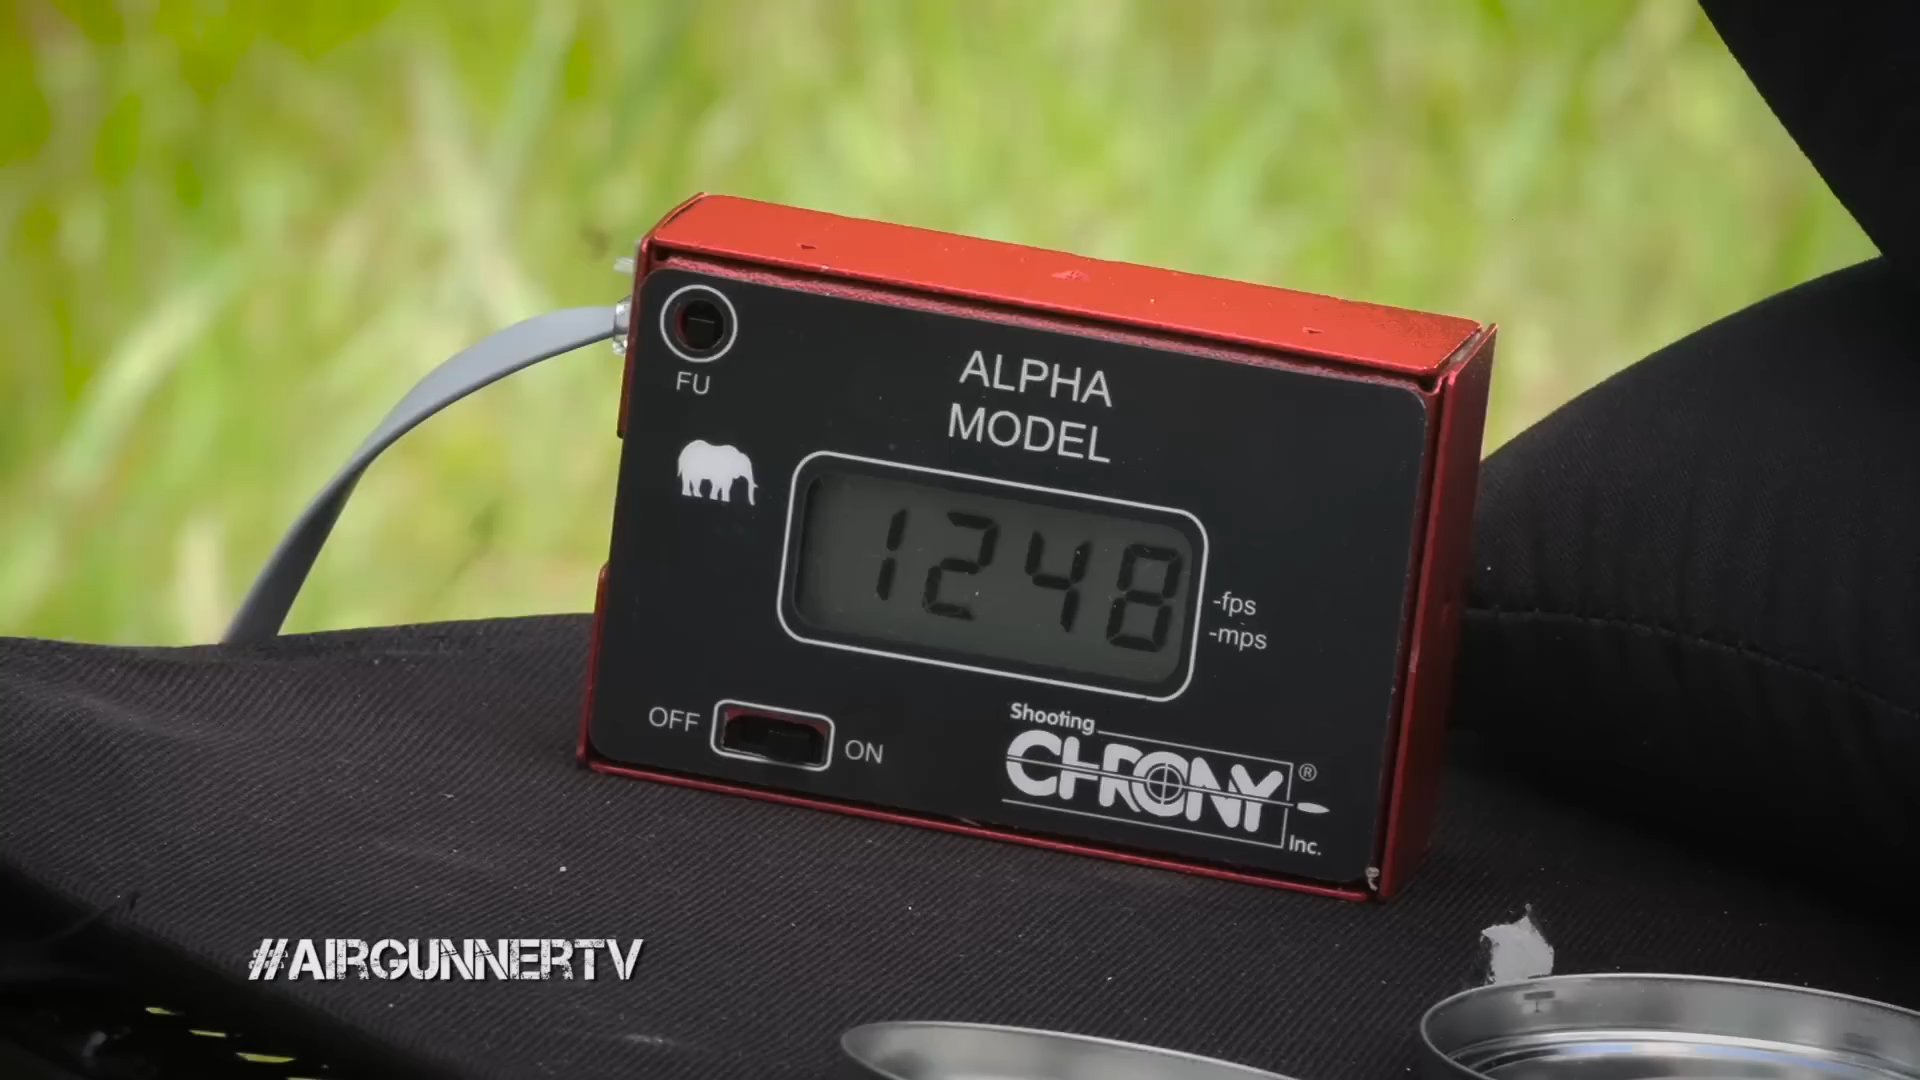 FU
ALPHA
MODEL
1248
-fps
-mps
OFF
ON
Shooting
CHRONY®
Inc.
#AIRGUNNERTV